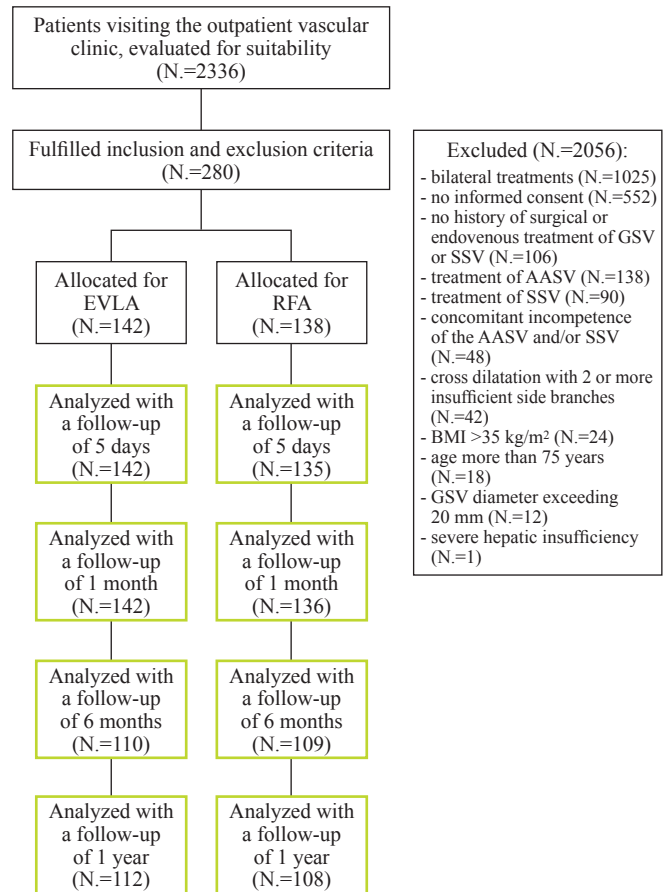 Patients visiting the outpatient vascular
clinic, evaluated for suitability
(N.=2336)
Fulfilled inclusion and exclusion criteria
(N.=280)
Excluded (N.=2056):
- bilateral treatments (N.=1025)
- no informed consent (N.=552)
- no history of surgical or
endovenous treatment of GSV
or SSV (N.=106)
- treatment of AASV (N.=138)
- treatment of SSV (N.=90)
- concomitant incompetence
of the AASV and/or SSV
(N.=48)
- cross dilatation with 2 or more
insufficient side branches
(N.=42)
- BMI >35 kg/m² (N.=24)
- age more than 75 years
(N.=18)
- GSV diameter exceeding
20 mm (N.=12)
- severe hepatic insufficiency
(N.=1)
Allocated for
EVLA
(N.=142)
Allocated for
RFA
(N.=138)
Analyzed with
a follow-up
of 5 days
(N.=142)
Analyzed with
a follow-up
of 5 days
(N.=135)
Analyzed with
a follow-up
of 1 month
(N.=142)
Analyzed with
a follow-up
of 1 month
(N.=136)
Analyzed with
a follow-up
of 6 months
(N.=110)
Analyzed with
a follow-up
of 6 months
(N.=109)
Analyzed with
a follow-up
of 1 year
(N.=112)
Analyzed with
a follow-up
of 1 year
(N.=108)